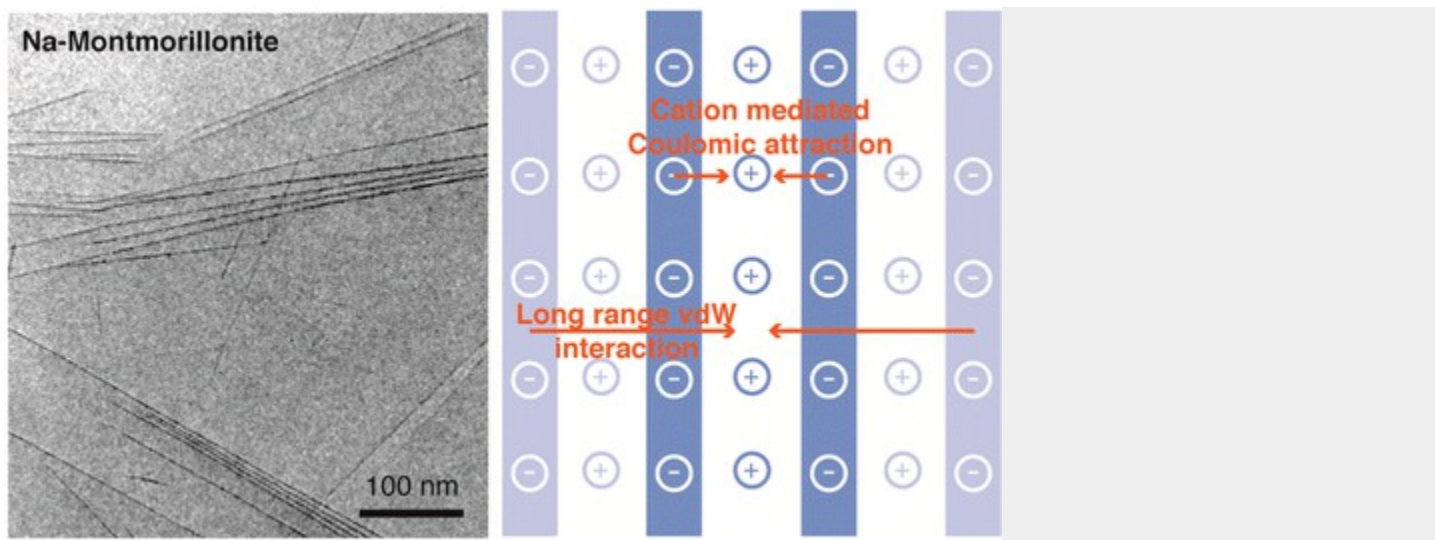 Na-Montmorillonite
100 nm
Cation mediated
Coulomic attraction
Long range vdW
interaction